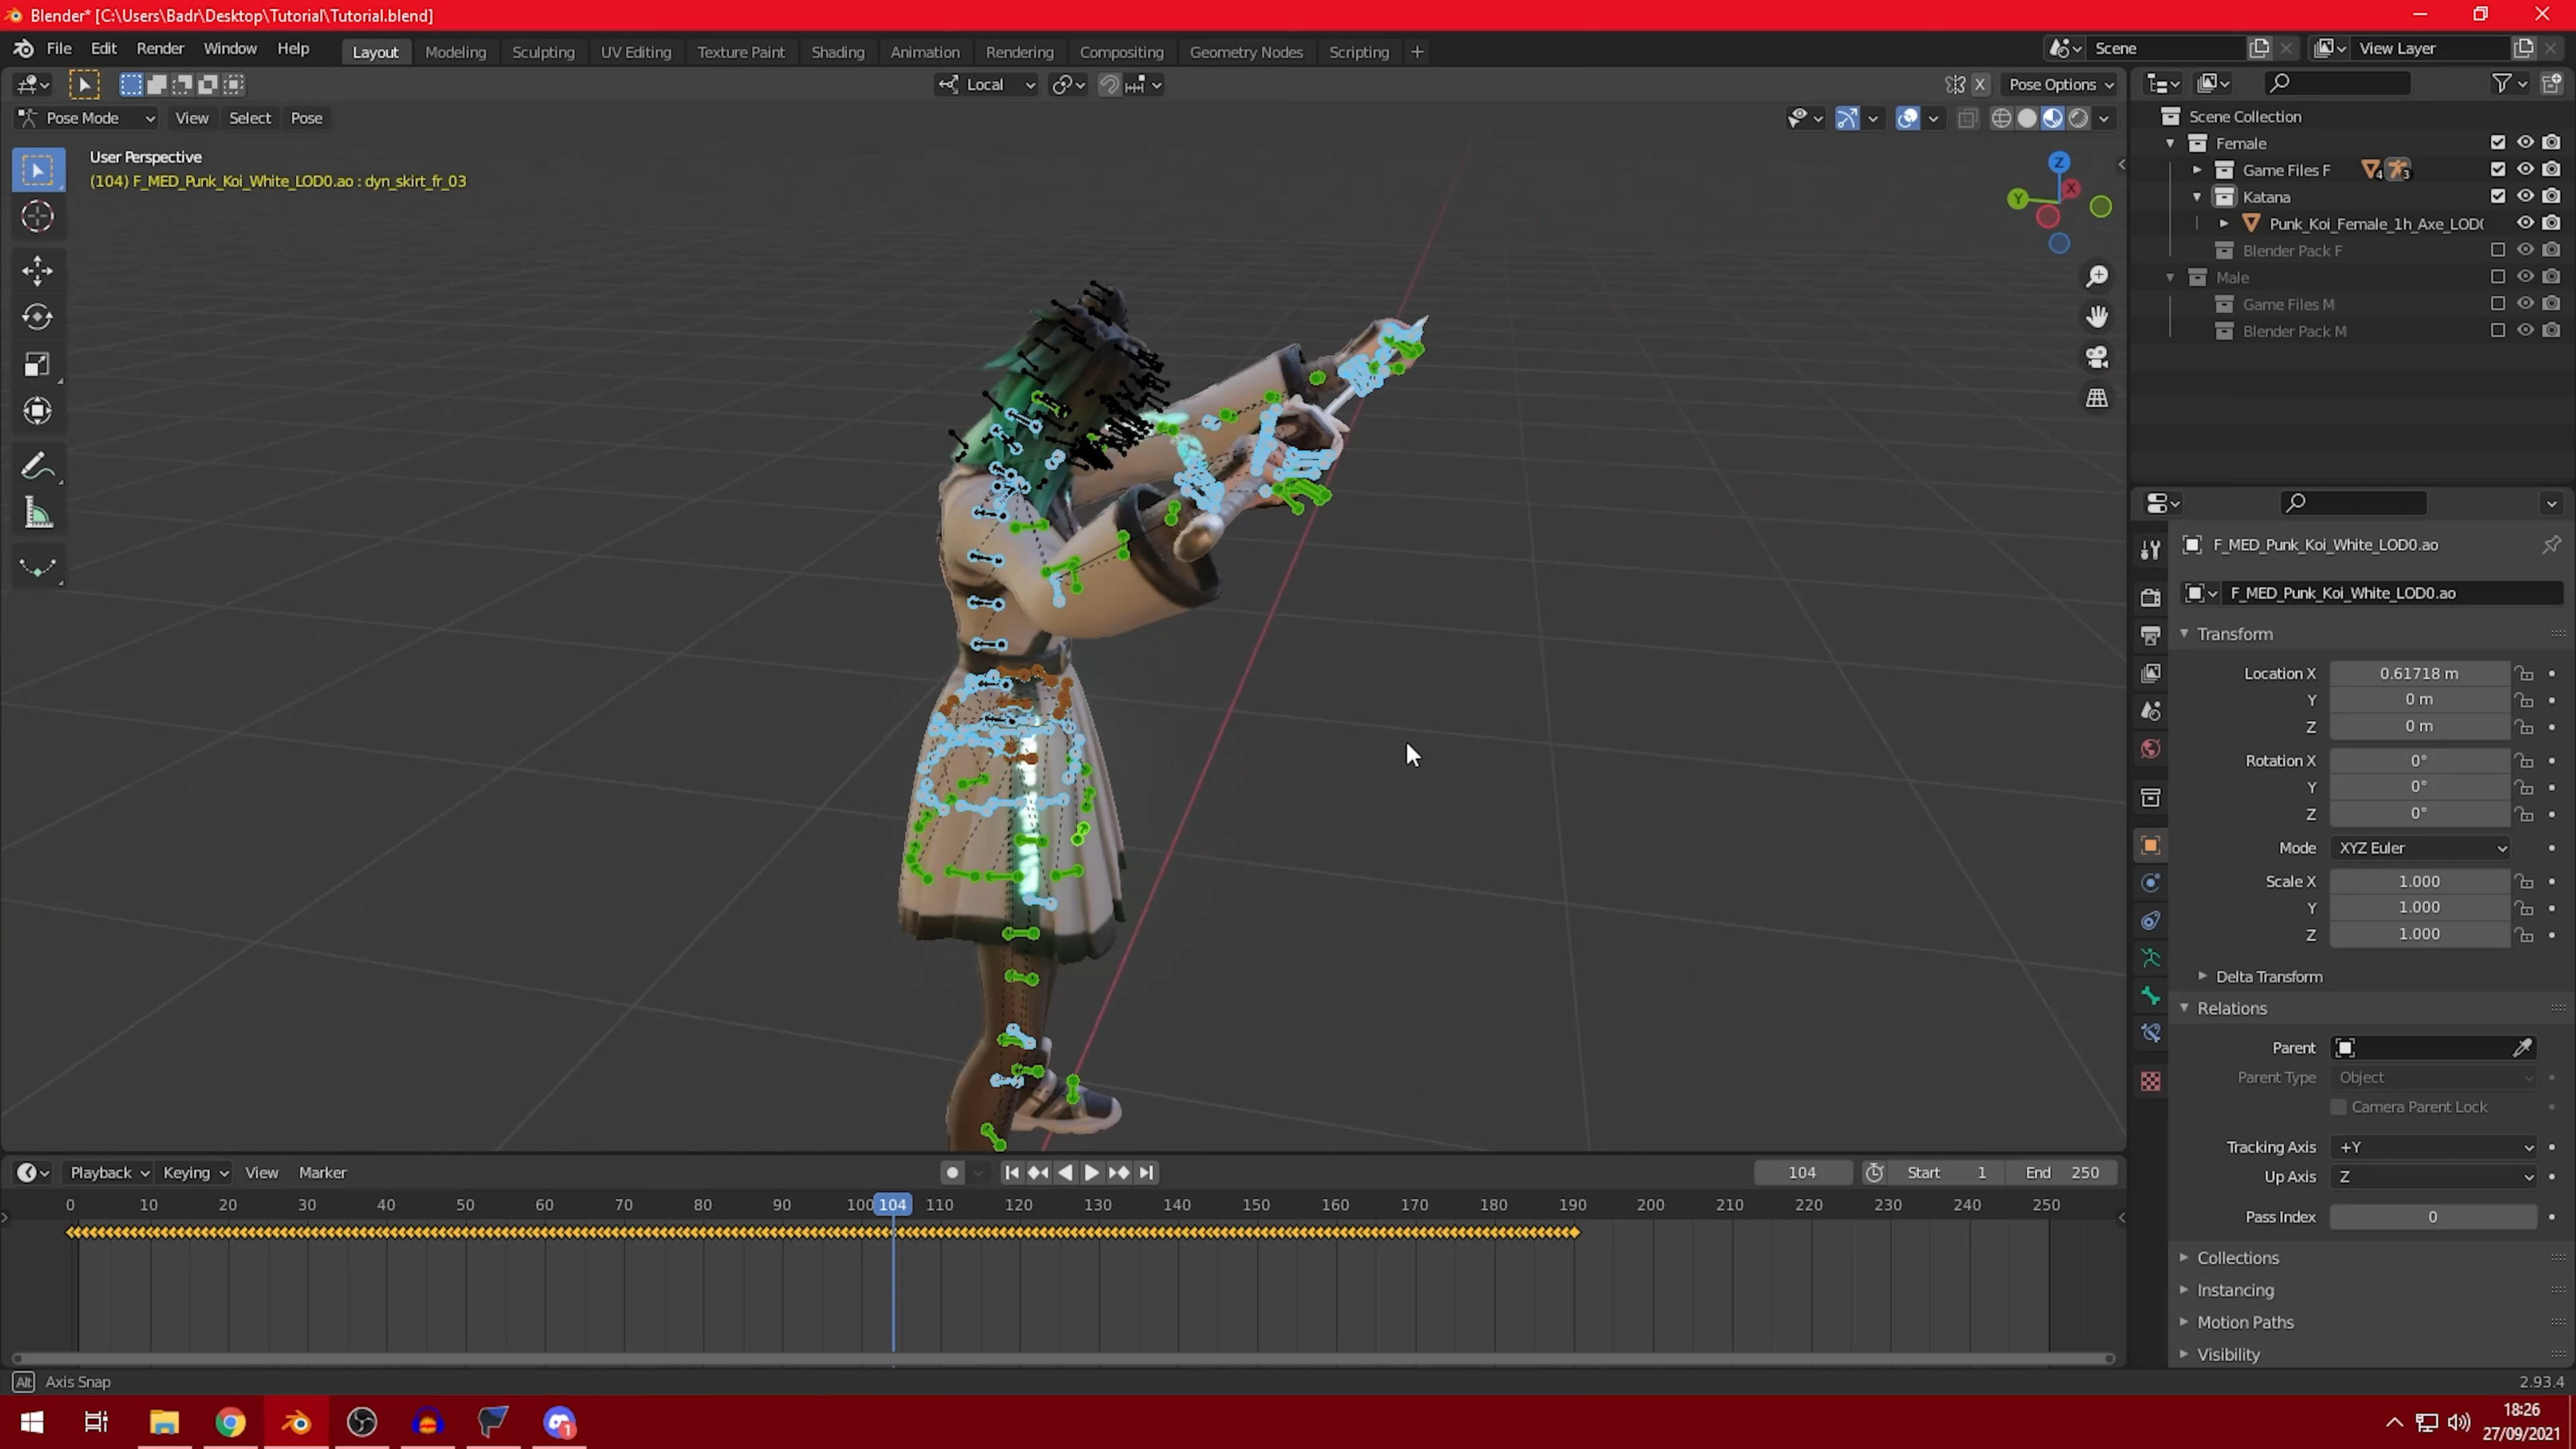 Blender* [C:\Users\Badr\Desktop\Tutorial\Tutorial.blend]
File Edit Render Window Help Layout Modeling Sculpting UV Editing Texture Paint Shading Animation Rendering Compositing Geometry Nodes Scripting + Scene View Layer
Local X Pose Options
Pose Mode View Select Pose
User Perspective
(104) F_MED_Punk_Koi_White_LOD0.ao : dyn_skirt_fr_03
Z
X
Y
Scene Collection
Female
Game Files F 4 3
Katana
Punk_Koi_Female_1h_Axe_LOD
Blender Pack F
Male
Game Files M
Blender Pack M
F_MED_Punk_Koi_White_LOD0.ao
F_MED_Punk_Koi_White_LOD0.ao
Transform
Location X 0.61718 m
Y 0 m
Z 0 m
Rotation X 0°
Y 0°
Z 0°
Mode XYZ Euler
Scale X 1.000
Y 1.000
Z 1.000
Delta Transform
Relations
Parent
Parent Type Object
Camera Parent Lock
Tracking Axis +Y
Up Axis Z
Pass Index 0
Collections
Instancing
Motion Paths
Visibility
Playback Keying View Marker 104 Start 1 End 250
0 10 20 30 40 50 60 70 80 90 100 104 110 120 130 140 150 160 170 180 190 200 210 220 230 240 250
Alt Axis Snap 2.93.4
1
18:26
27/09/2021